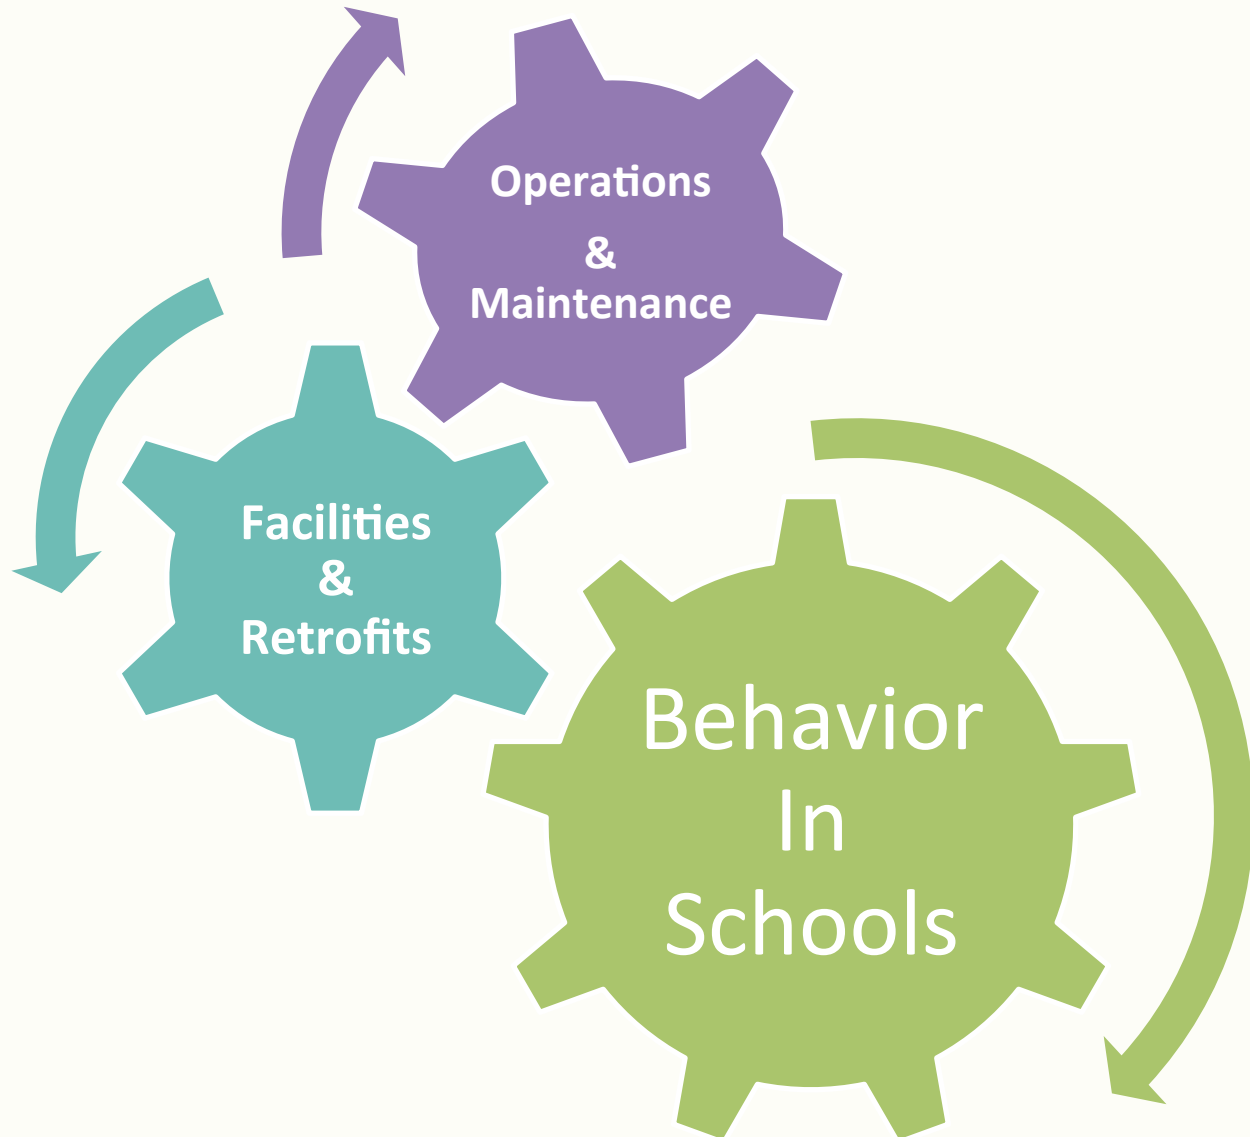 Operations
&
Maintenance
Facilities
&
Retrofits
Behavior
In
Schools